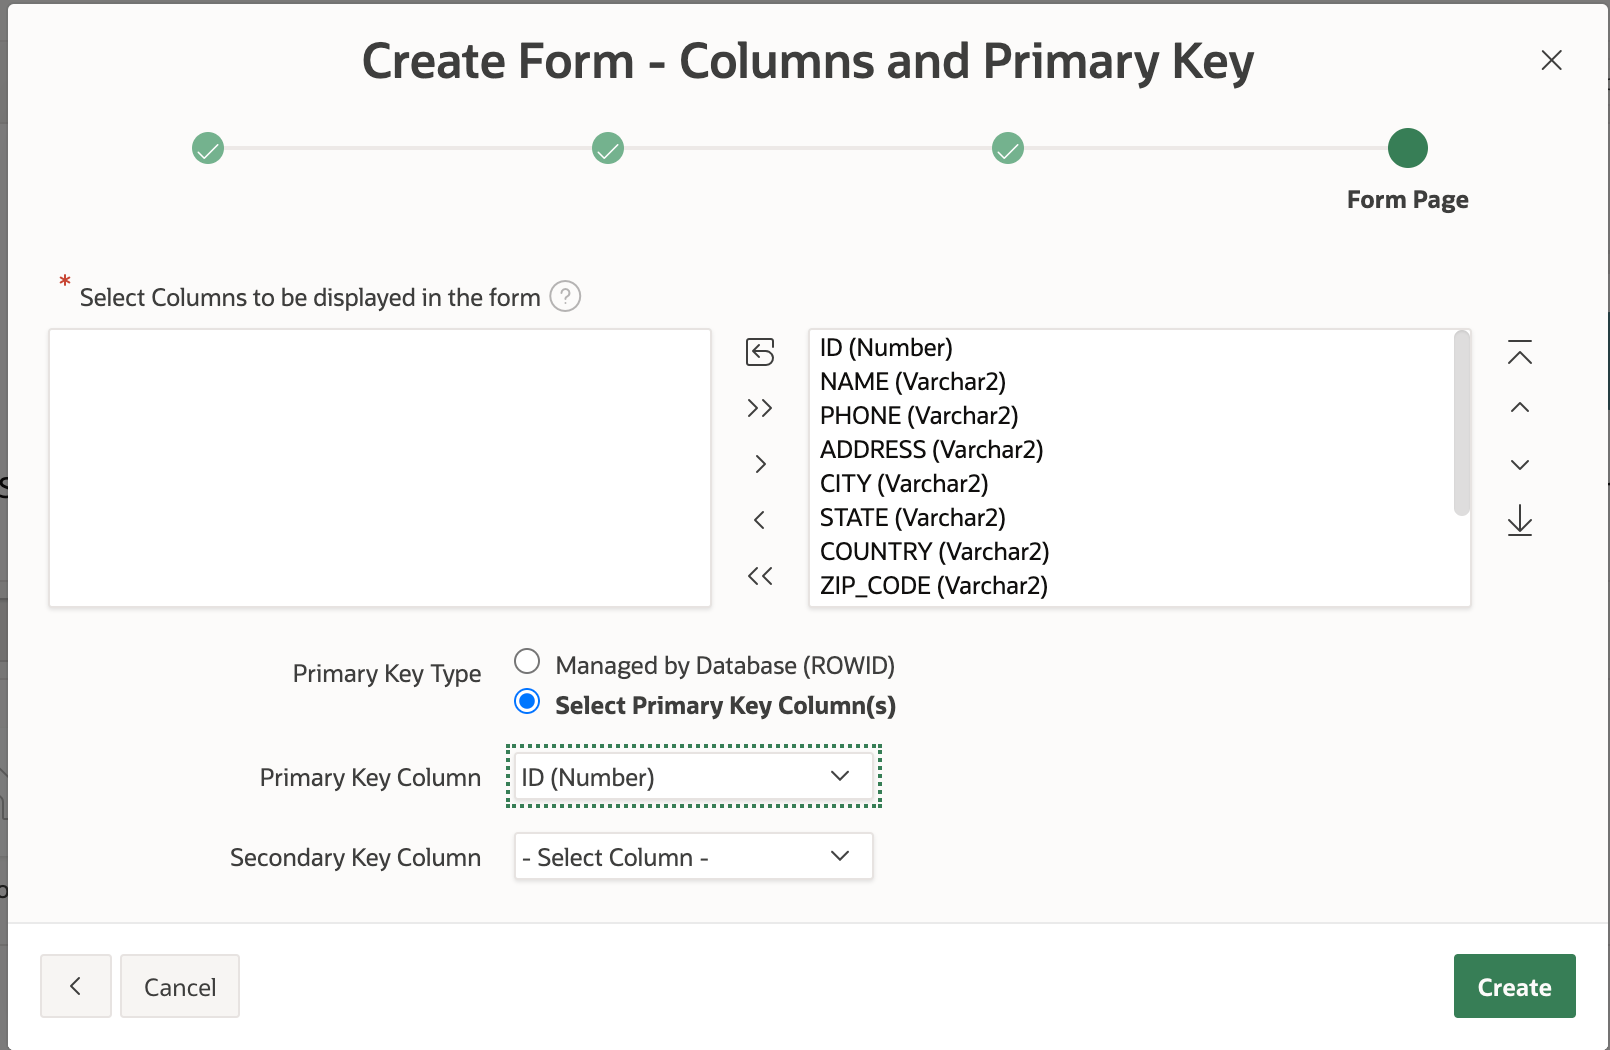 Create Form - Columns and Primary Key
Form Page
* Select Columns to be displayed in the form ?
ID (Number)
NAME (Varchar2)
PHONE (Varchar2)
ADDRESS (Varchar2)
CITY (Varchar2)
STATE (Varchar2)
COUNTRY (Varchar2)
ZIP_CODE (Varchar2)
Primary Key Type
Managed by Database (ROWID)
Select Primary Key Column(s)
Primary Key Column
ID (Number)
Secondary Key Column
- Select Column -
Cancel
Create